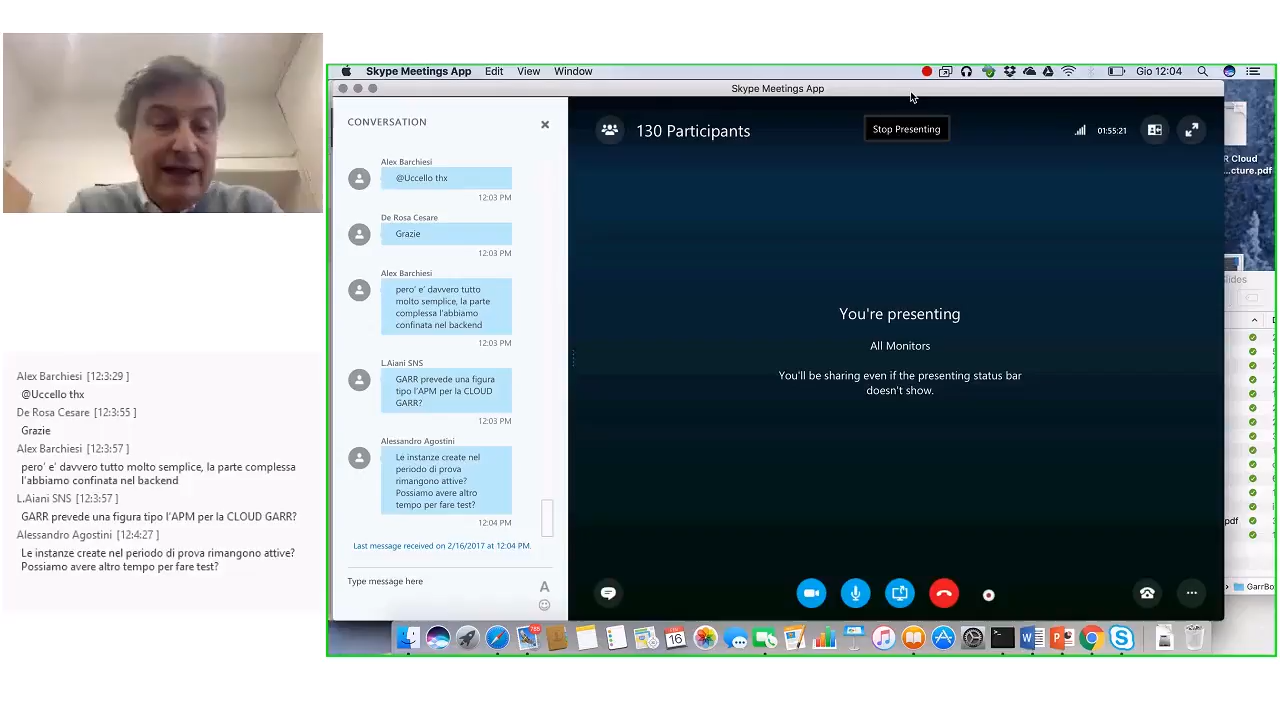 Skype Meetings App Edit View Window
Gio 12:04
Skype Meetings App
CONVERSATION
Alex Barchiesi
@Uccello thx
12:03 PM
De Rosa Cesare
Grazie
12:03 PM
Alex Barchiesi
pero' e' davvero tutto
molto semplice, la parte
complessa l'abbiamo
confinata nel backend
12:03 PM
L.Aiani SNS
GARR prevede una figura
tipo l'APM per la CLOUD
GARR?
12:03 PM
Alessandro Agostini
Le instanze create nel
periodo di prova
rimangono attive?
Possiamo avere altro
tempo per fare test?
12:04 PM
Last message received on 2/16/2017 at 12:04 PM.
Type message here
A
130 Participants
Stop Presenting
01:55:21
You're presenting
All Monitors
You'll be sharing even if the presenting status bar
doesn't show.
R Cloud
...cture.pdf
slides
pdf
GarrBo
16
Alex Barchiesi [12:3:29 ]
@Uccello thx
De Rosa Cesare [12:3:55 ]
Grazie
Alex Barchiesi [12:3:57 ]
pero' e' davvero tutto molto semplice, la parte complessa
l'abbiamo confinata nel backend
L.Aiani SNS [12:3:57 ]
GARR prevede una figura tipo l'APM per la CLOUD GARR?
Alessandro Agostini [12:4:27 ]
Le instanze create nel periodo di prova rimangono attive?
Possiamo avere altro tempo per fare test?